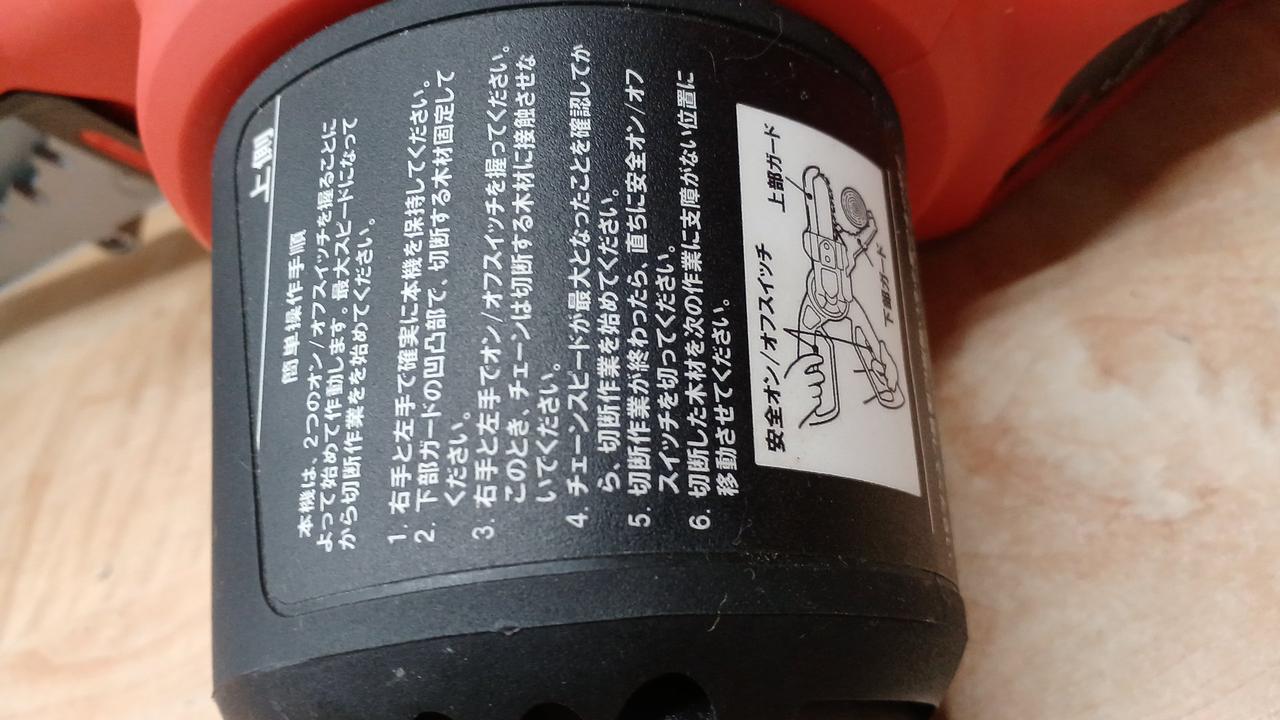 上側
簡単操作手順
本機は、2つのオン/オフスイッチを握ることに
よって始めて作動します。最大スピードになって
から切断作業をを始めてください。
1. 右手と左手で確実に本機を保持してください。
2. 下部ガードの凹凸部で、切断する木材固定して
ください。
3. 右手と左手でオン/オフスイッチを握ってください。
このとき、チェーンは切断する木材に接触させな
いでください。
4. チェーンスピードが最大となったことを確認してか
ら、切断作業を始めてください。
5. 切断作業が終わったら、直ちに安全オン/オフ
スイッチを切ってください。
6. 切断した木材を次の作業に支障がない位置に
移動させてください。
安全オン/オフスイッチ
上部ガード
下部ガード